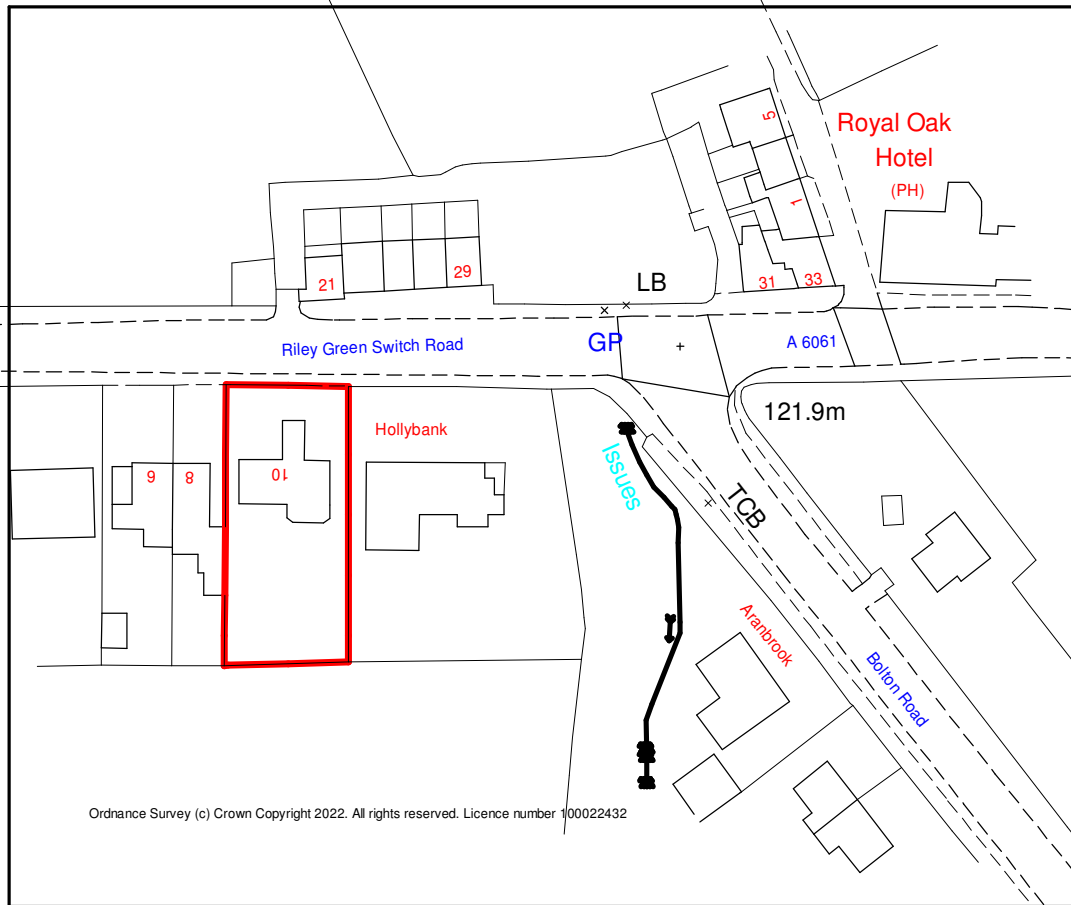 5
Royal Oak
Hotel
(PH)
1
29
21
LB
31
33
Riley Green Switch Road
GP
A 6061
121.9m
Hollybank
6
8
10
Issues
TCB
Aranbrook
Bolton Road
Ordnance Survey (c) Crown Copyright 2022. All rights reserved. Licence number 100022432